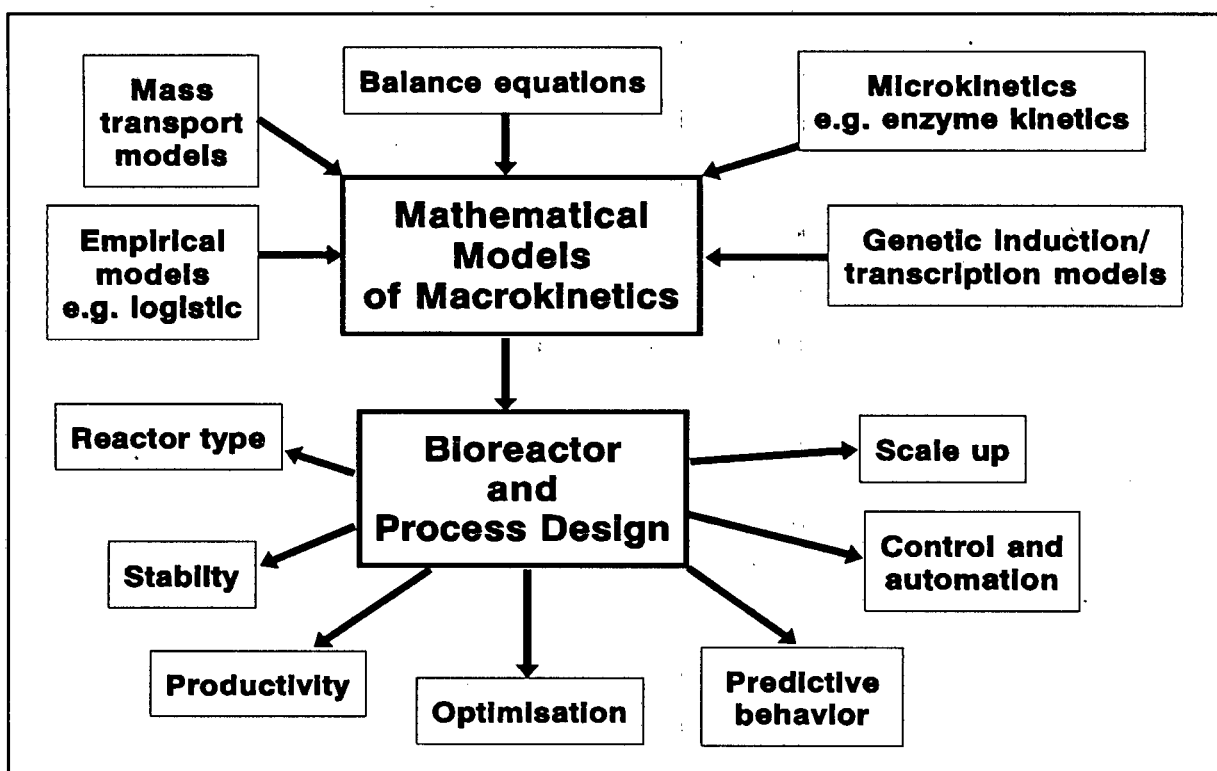 Mass
transport
models
Balance equations
Microkinetics
e.g. enzyme kinetics
Empirical
models
e.g. logistic
Mathematical
Models
of Macrokinetics
Genetic induction/
transcription models
Reactor type
Bioreactor
and
Process Design
Scale up
Stabilty
Control and
automation
Productivity
Optimisation
Predictive
behavior